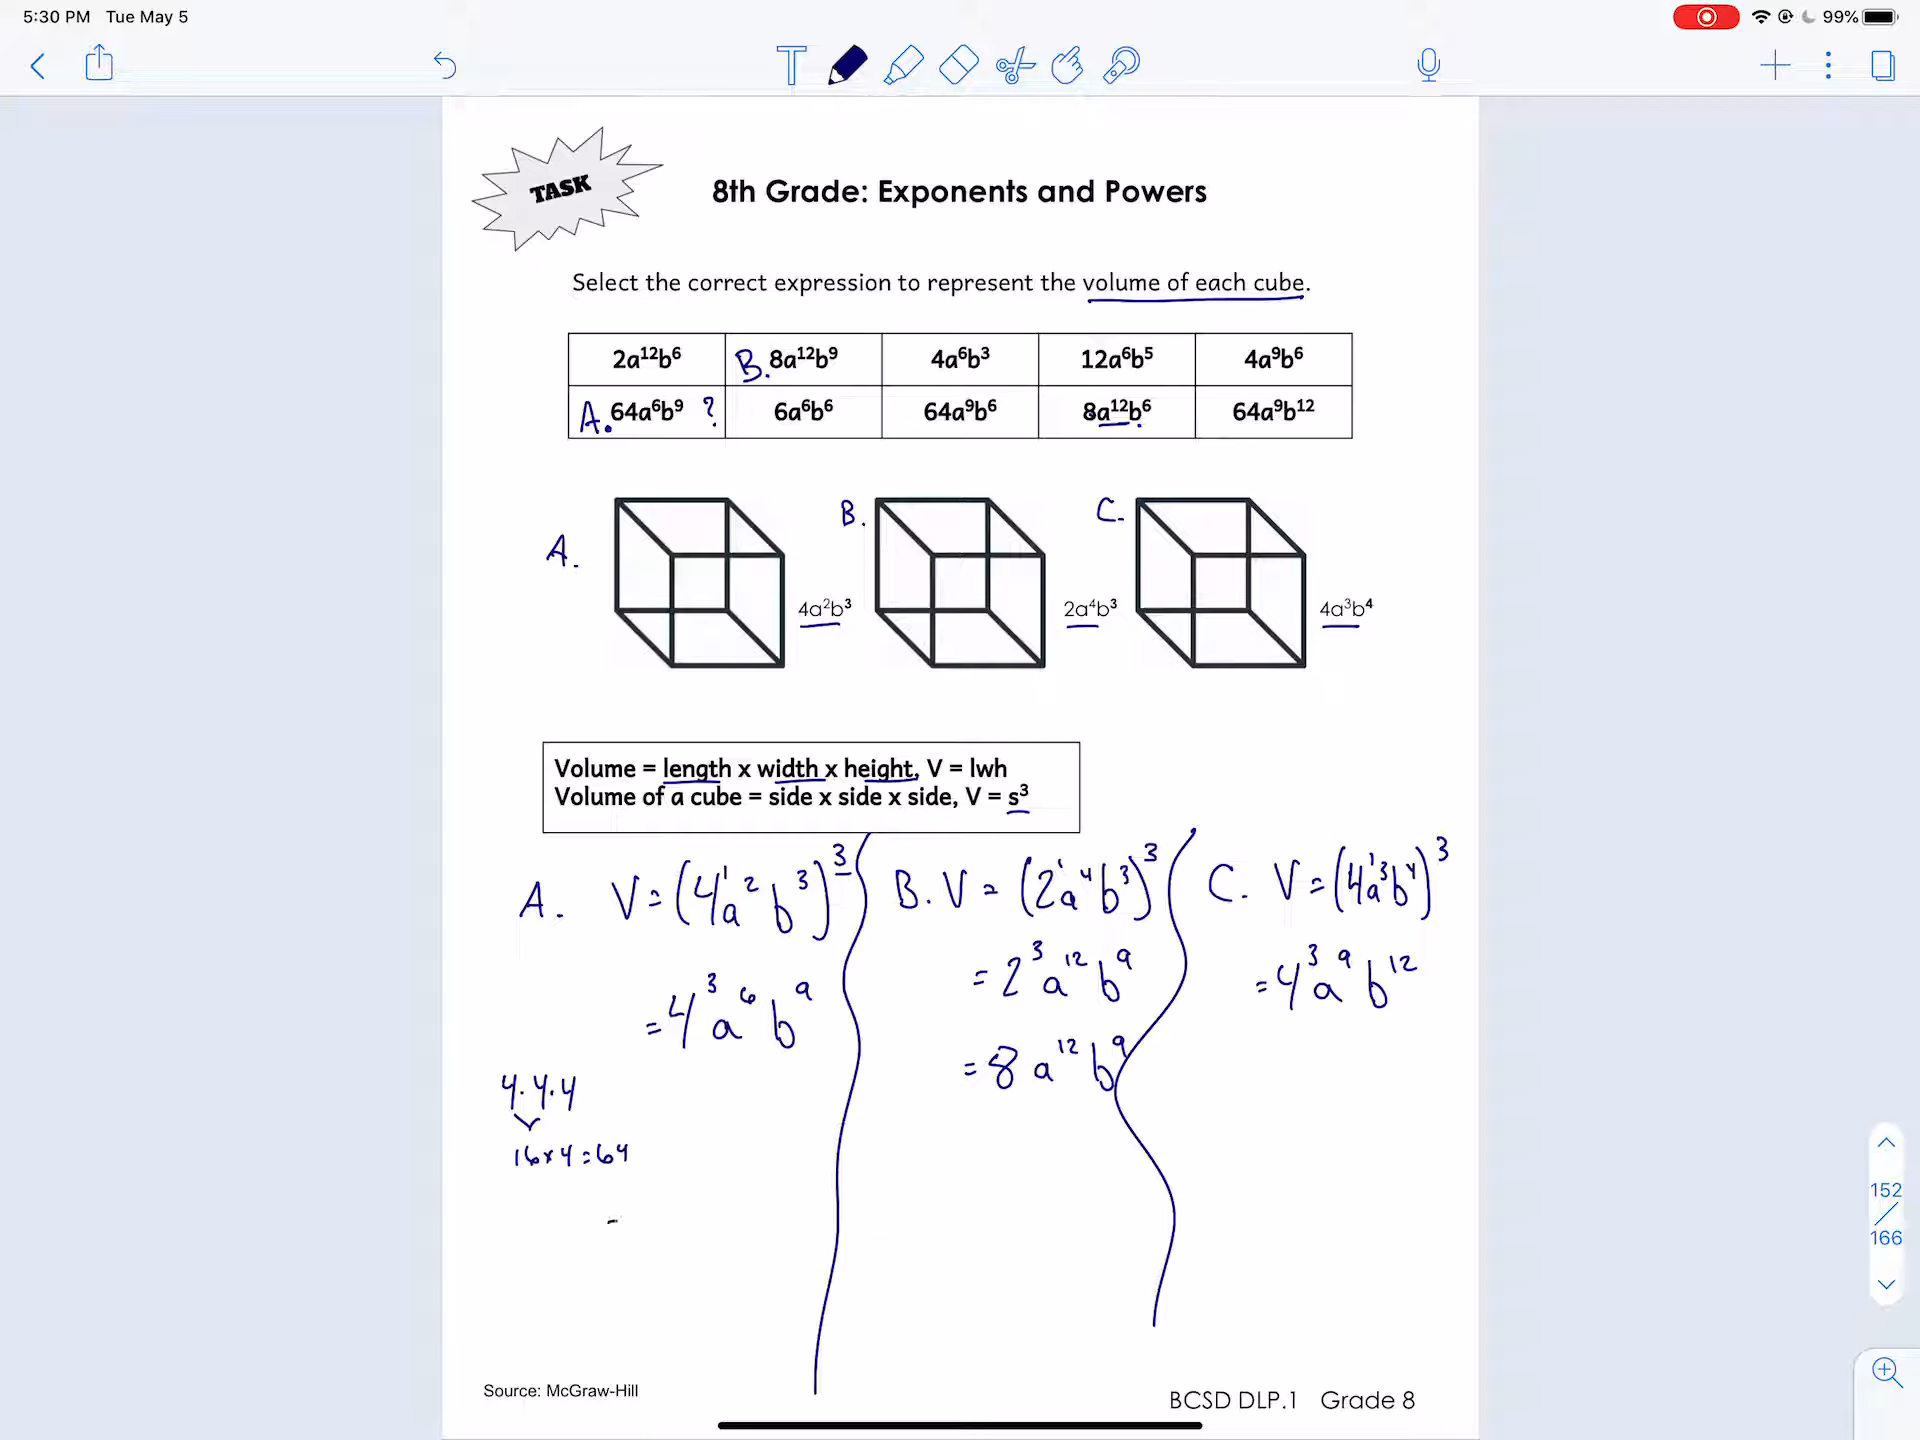 5:30 PM Tue May 5
99%
TASK
8th Grade: Exponents and Powers
Select the correct expression to represent the volume of each cube.
2a¹²b⁶ B. 8a¹²b⁹ 4a⁶b³ 12a⁶b⁵ 4a⁹b⁶
A. 64a⁶b⁹ ? 6a⁶b⁶ 64a⁹b⁶ 8a¹²b⁶ 64a⁹b¹²
A. B. C.
4a²b³ 2a⁴b³ 4a³b⁴
Volume = length x width x height, V = lwh
Volume of a cube = side x side x side, V = s³
A. V = (4¹a²b³)³ B. V = (2¹a⁴b³)³ C. V = (4¹a³b⁴)³
= 4³a⁶b⁹ = 2³a¹²b⁹ = 4³a⁹b¹²
= 8a¹²b⁹
4·4·4
16x4=64
152
/
166
Source: McGraw-Hill
BCSD DLP.1 Grade 8